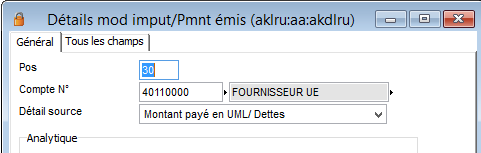 Détails mod imput/Pmnt émis (aklru:aa:akdlru)
Général Tous les champs
Pos 30
Compte N° 40110000 FOURNISSEUR UE
Détail source Montant payé en UML/ Dettes
Analytique